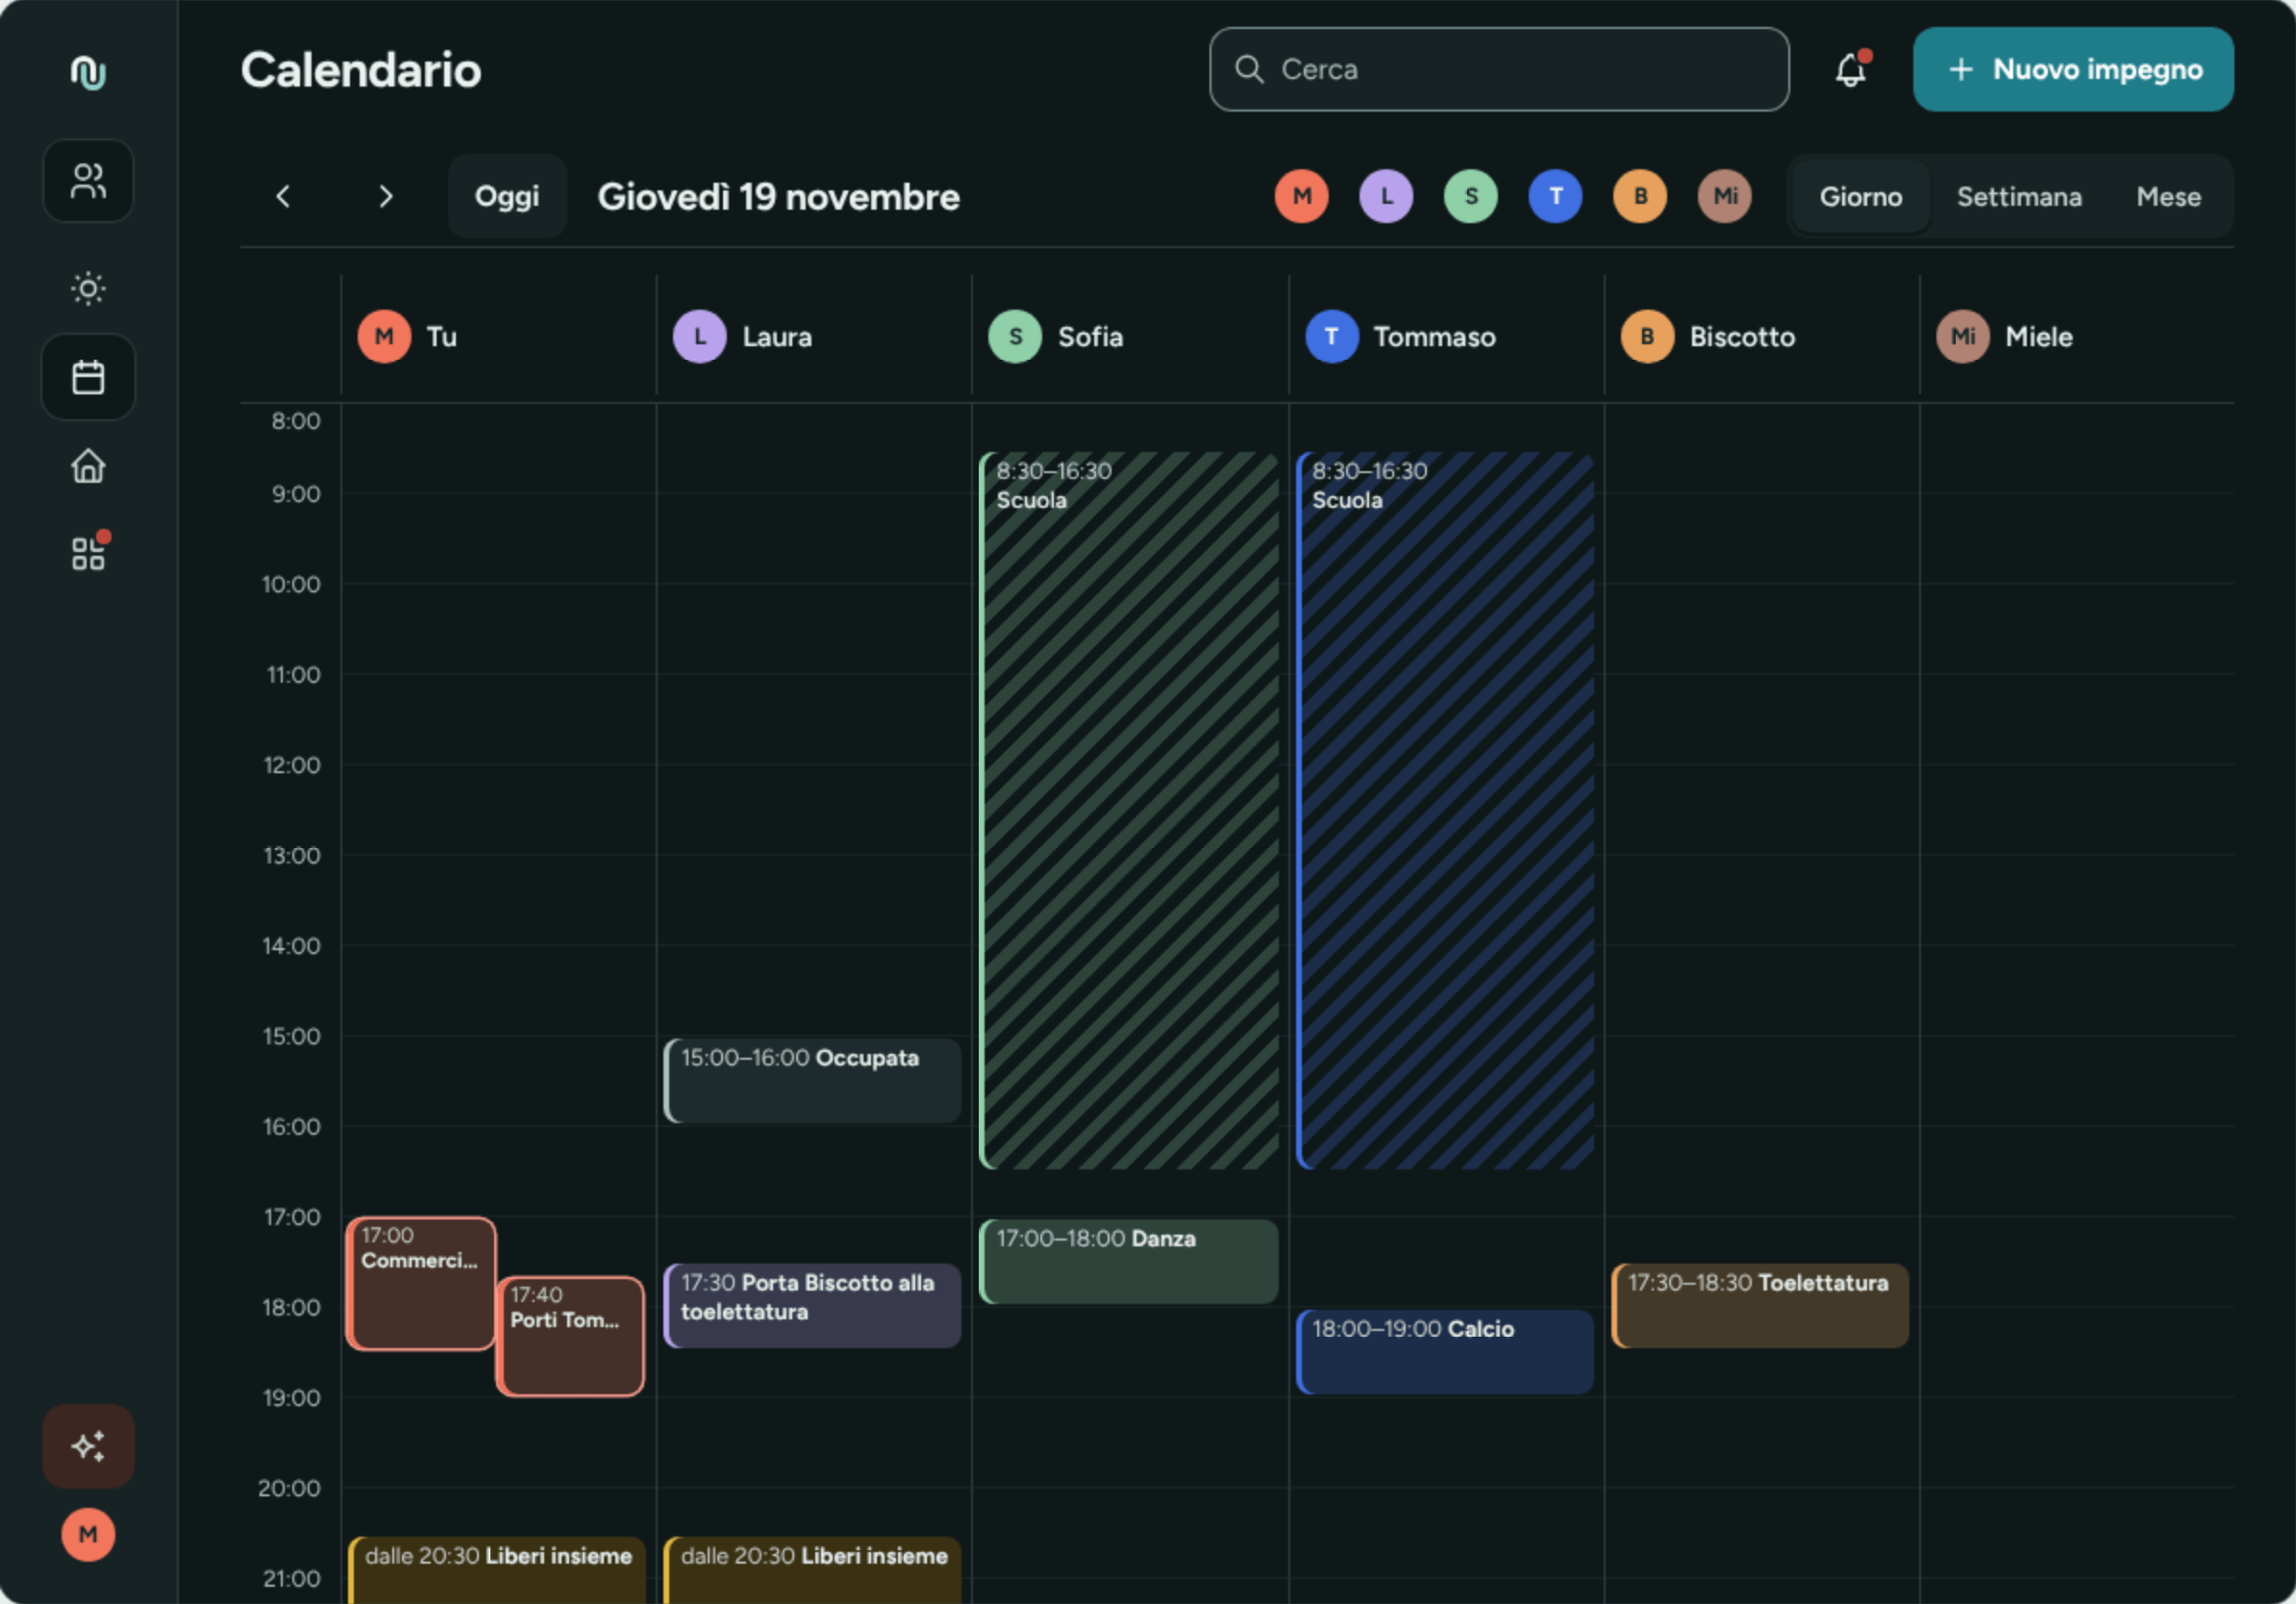 Calendario
Cerca
Nuovo impegno
Oggi
Giovedì 19 novembre
M
L
S
T
B
Mi
Giorno
Settimana
Mese
M Tu
L Laura
S Sofia
T Tommaso
B Biscotto
Mi Miele
8:00
9:00
10:00
11:00
12:00
13:00
14:00
15:00
16:00
17:00
18:00
19:00
20:00
21:00
17:00
Commerci...
17:40
Porti Tom...
dalle 20:30 Liberi insieme
15:00–16:00 Occupata
17:30 Porta Biscotto alla
toelettatura
dalle 20:30 Liberi insieme
8:30–16:30
Scuola
17:00–18:00 Danza
8:30–16:30
Scuola
18:00–19:00 Calcio
17:30–18:30 Toelettatura
M